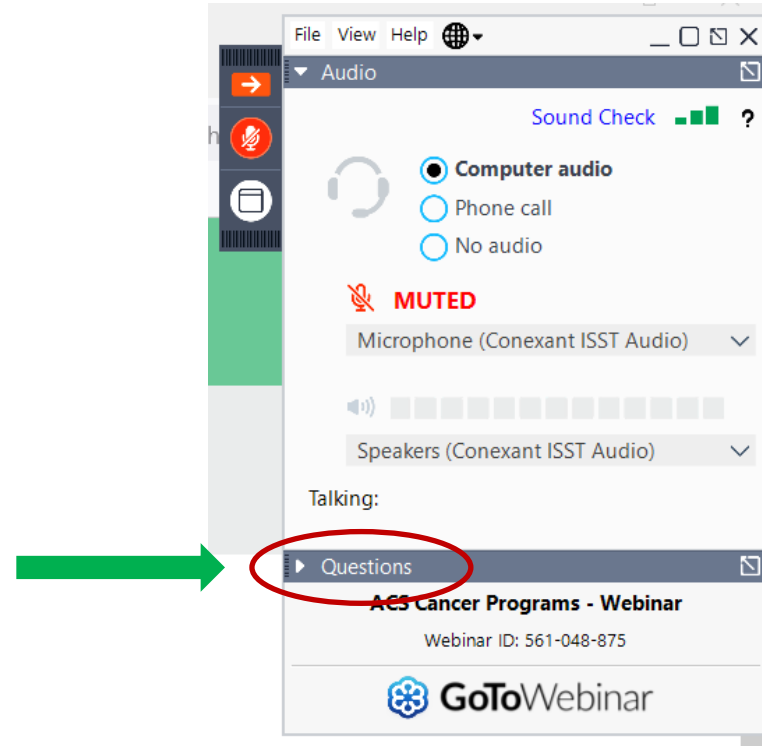 File View Help
Audio
Sound Check ?
Computer audio
Phone call
No audio
MUTED
Microphone (Conexant ISST Audio)
Speakers (Conexant ISST Audio)
Talking:
Questions
ACS Cancer Programs - Webinar
Webinar ID: 561-048-875
GoToWebinar